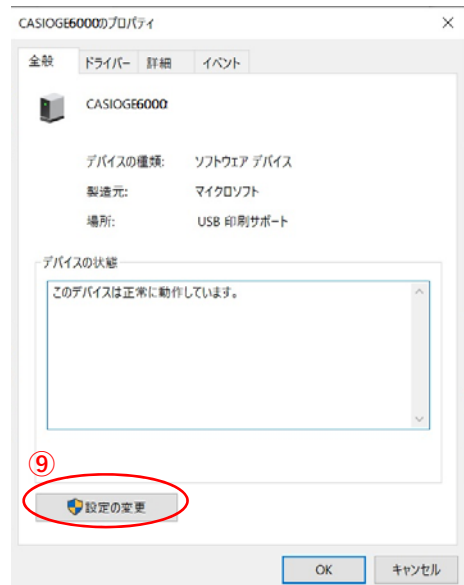 CASIOGE6000のプロパティ
全般 ドライバー 詳細 イベント
CASIOGE6000
デバイスの種類: ソフトウェア デバイス
製造元: マイクロソフト
場所: USB 印刷サポート
デバイスの状態
このデバイスは正常に動作しています。
⑨
設定の変更
OK キャンセル